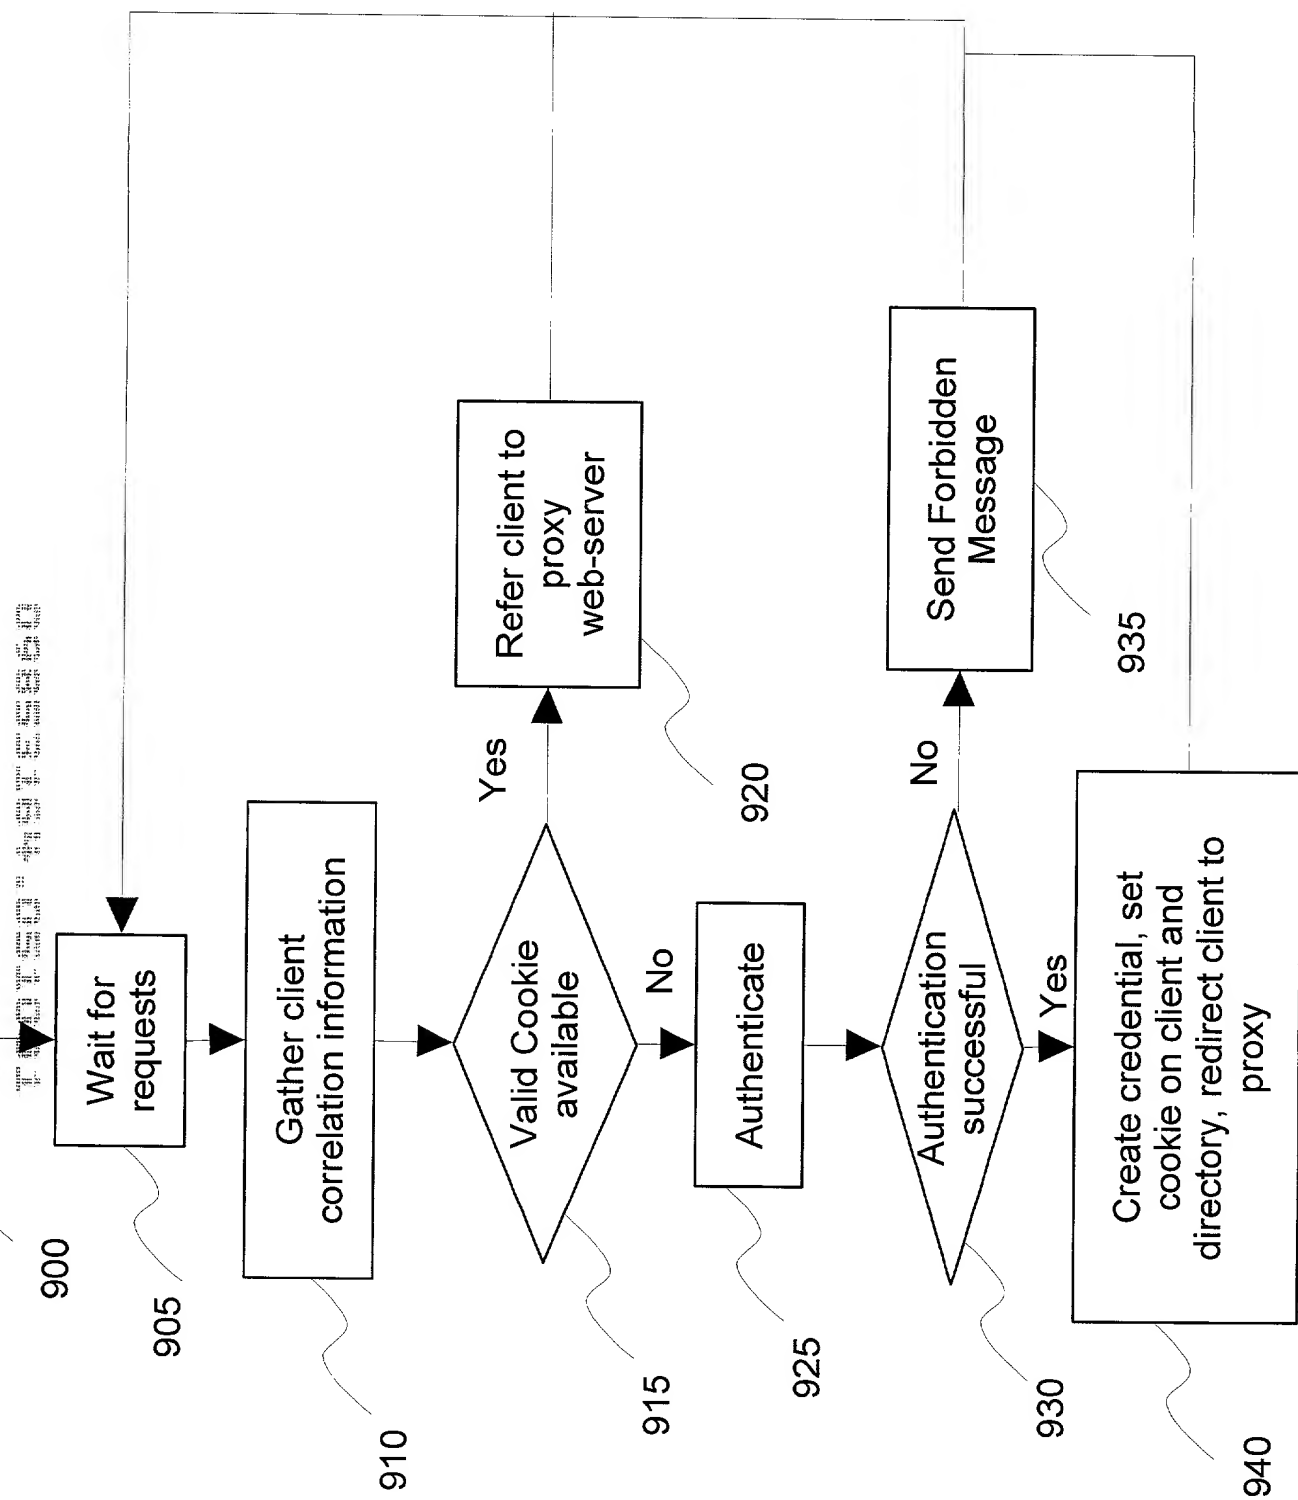 900
Wait for
requests
905
Gather client
correlation information
910
Valid Cookie
available
915
Yes
Refer client to
proxy
web-server
920
No
Authenticate
925
Authentication
successful
930
No
Send Forbidden
Message
935
Yes
Create credential, set
cookie on client and
directory, redirect client to
proxy
940